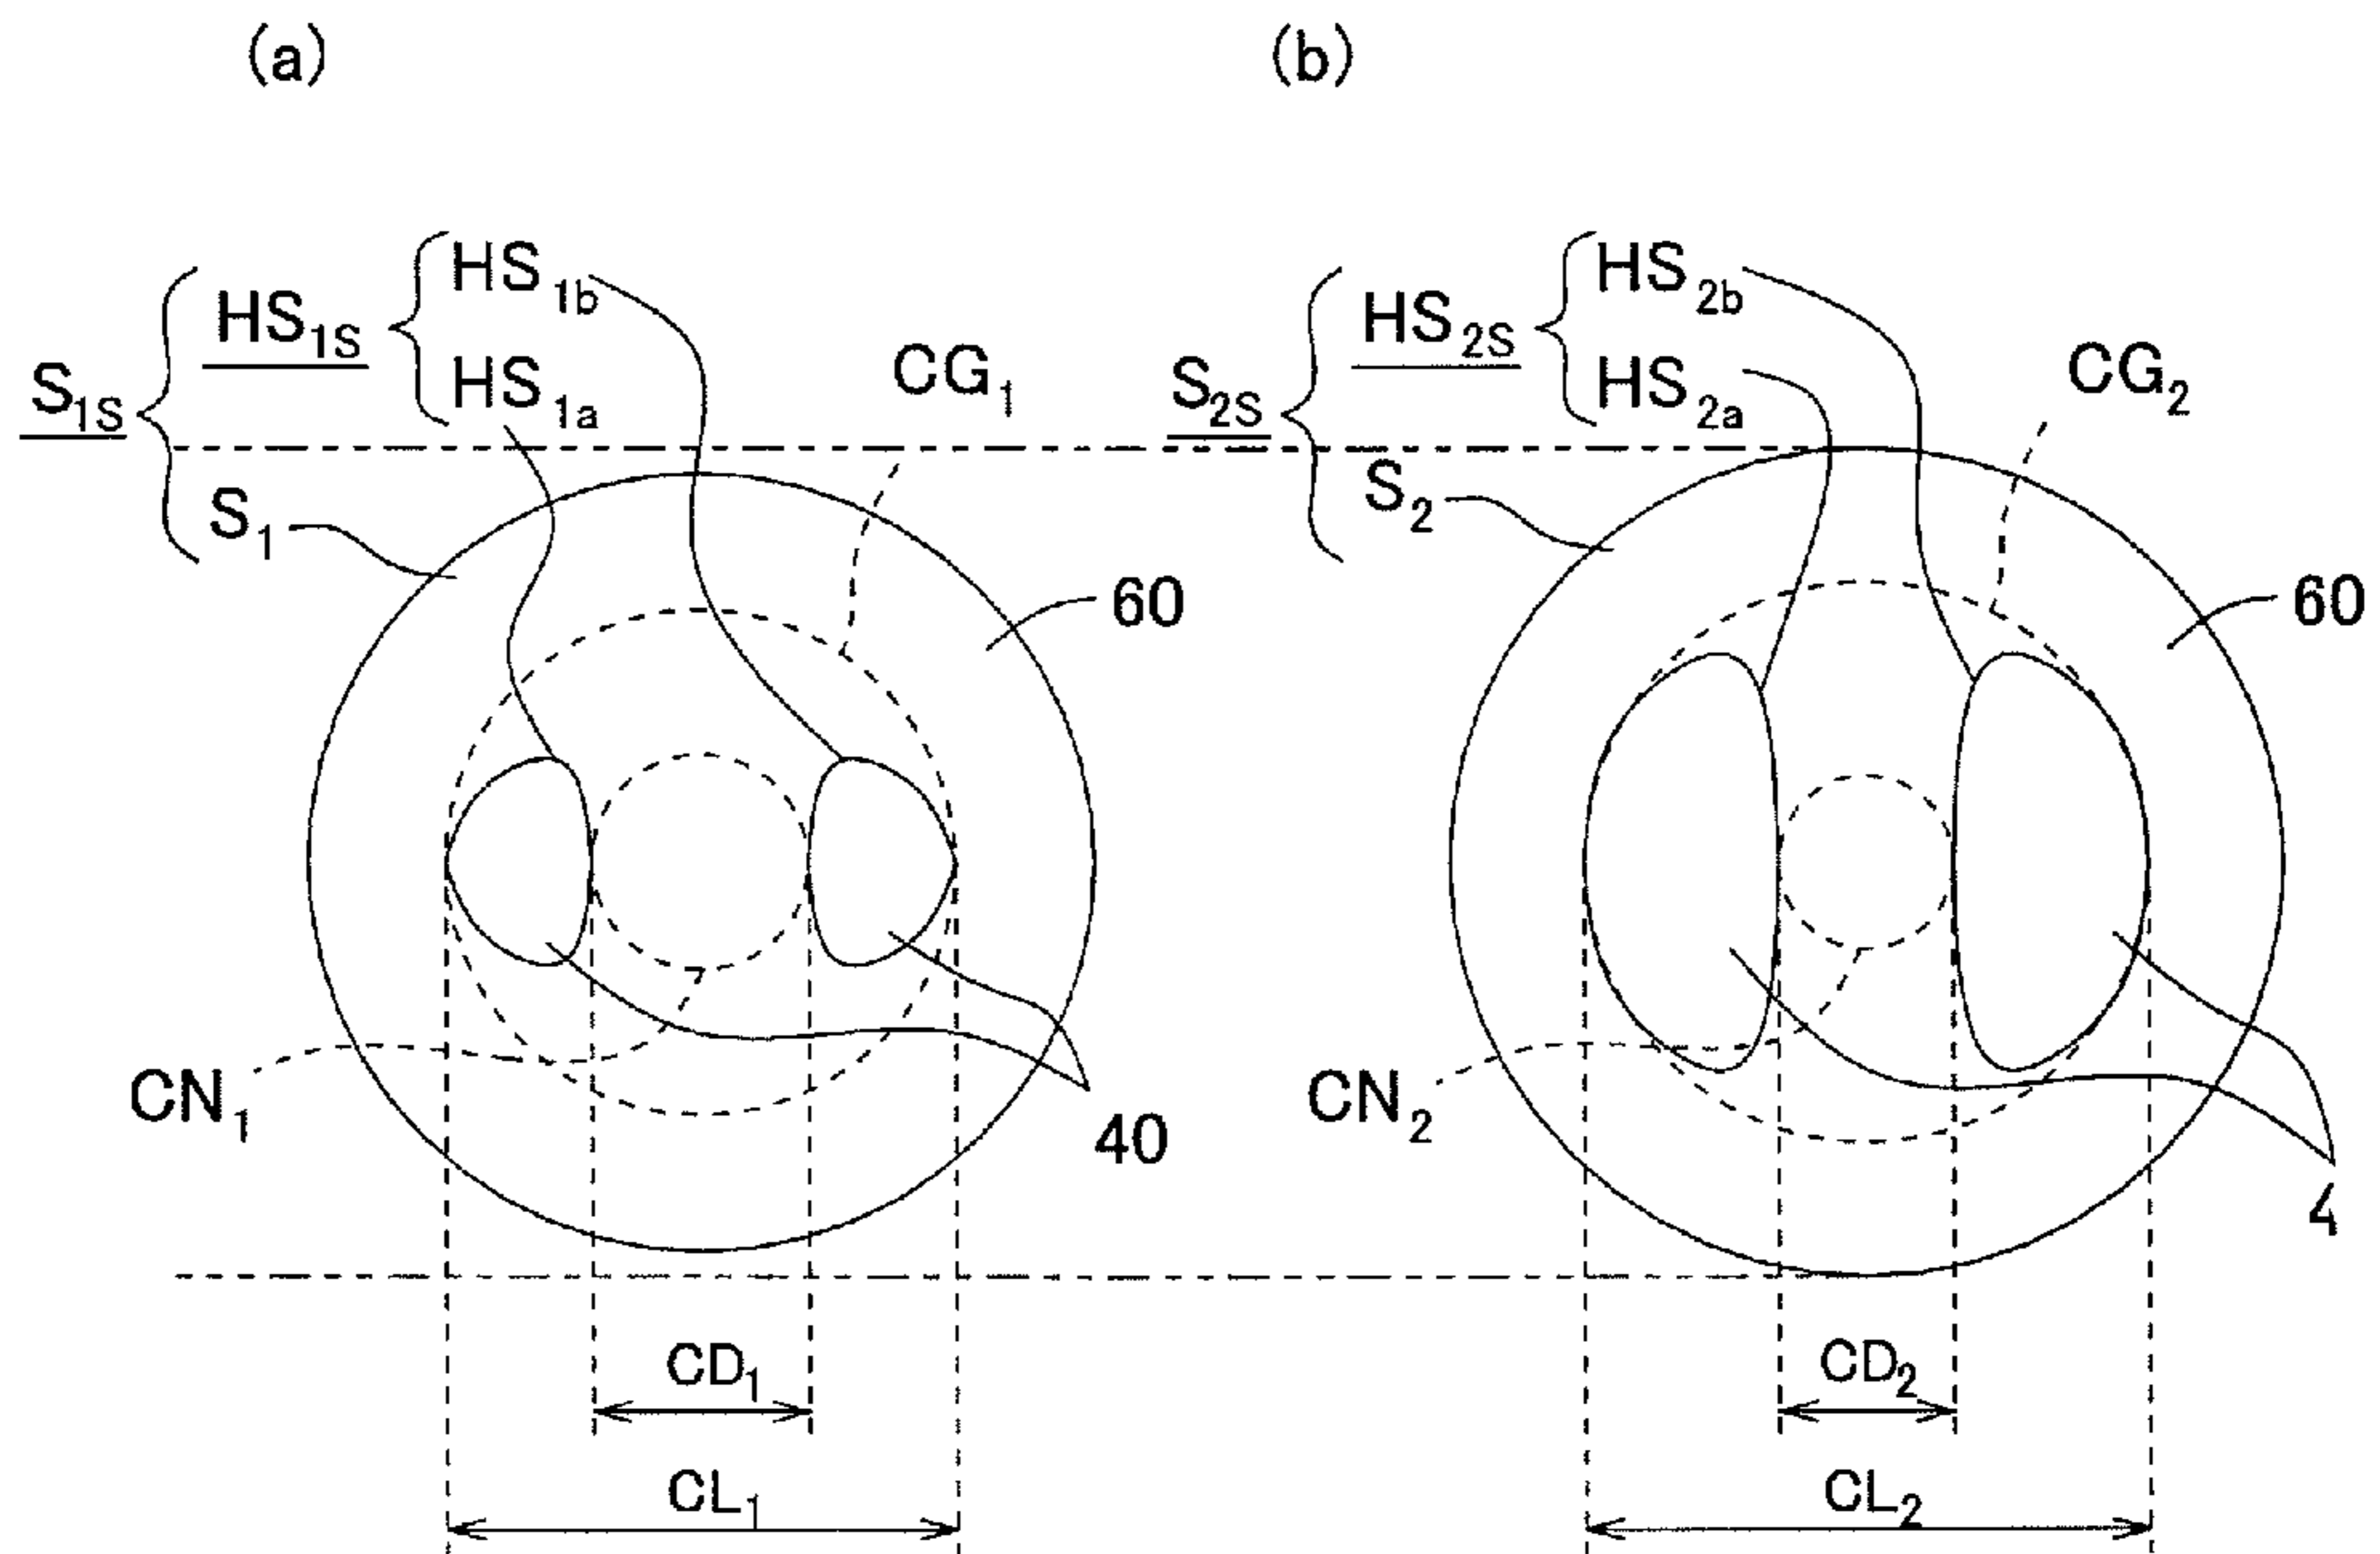 (a)
(b)
HS1b
HS1S
HS1a
S1S
S1
CG1
60
CN1
40
CD1
CL1
HS2b
HS2S
HS2a
S2S
S2
CG2
60
CN2
4
CD2
CL2